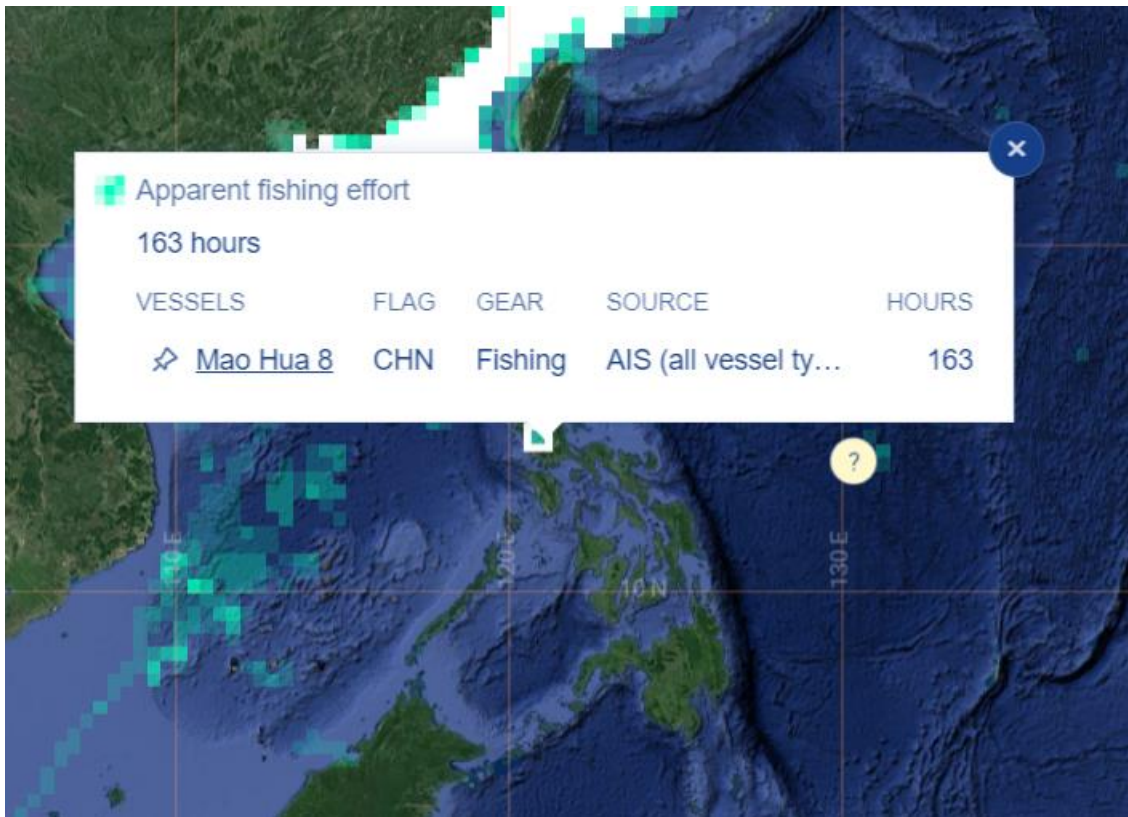 Apparent fishing effort
163 hours
VESSELS FLAG GEAR SOURCE HOURS
Mao Hua 8 CHN Fishing AIS (all vessel ty… 163
?
110 E
120 E
10 N
130 E